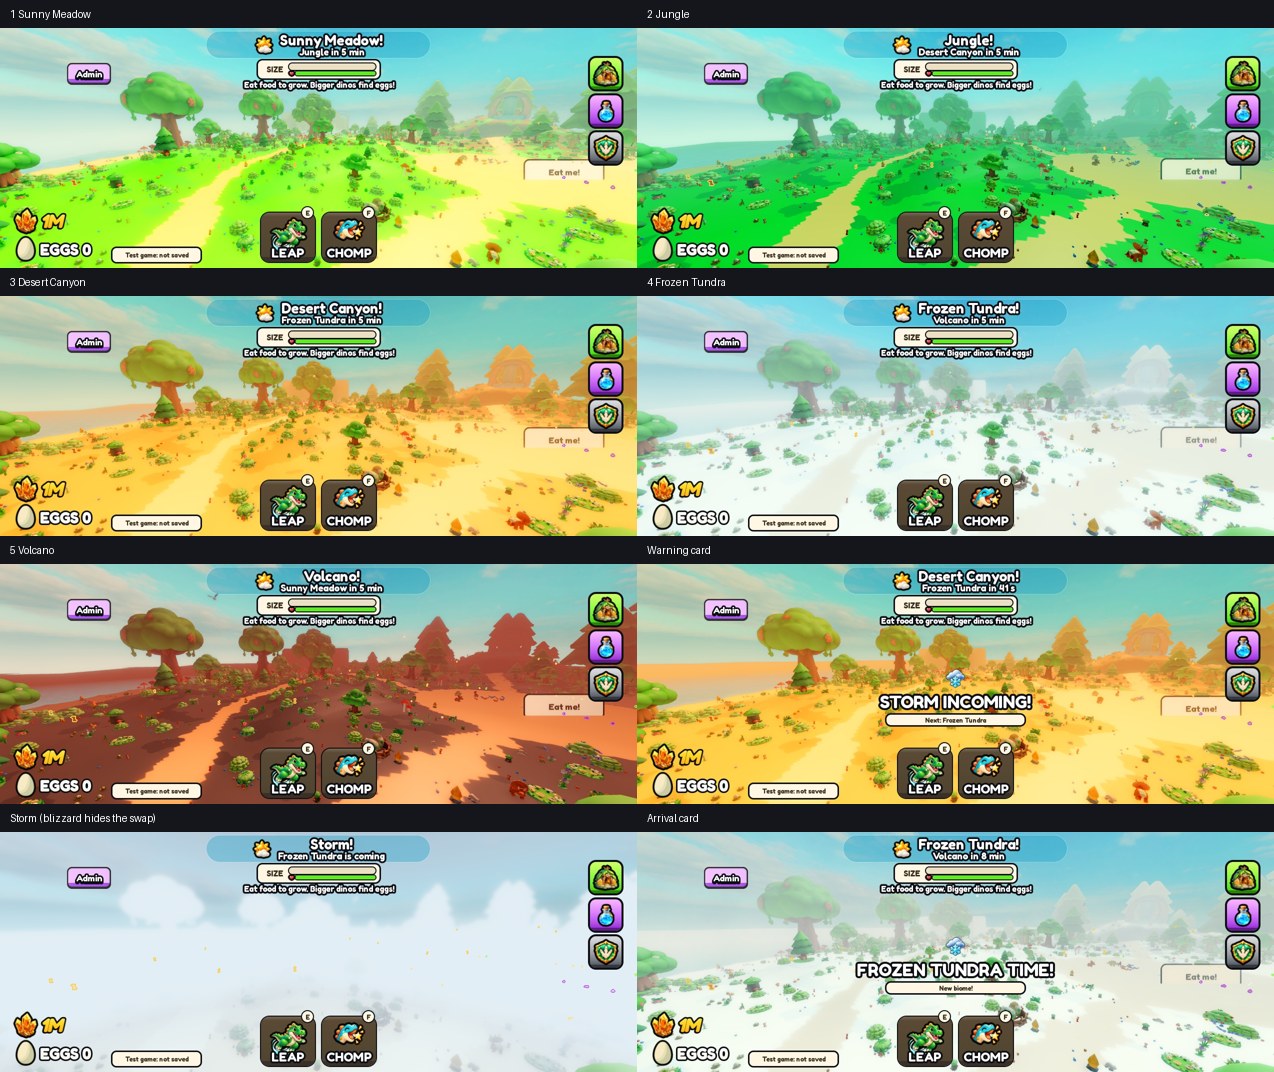 1 Sunny Meadow
Sunny Meadow!
Jungle in 5 min
Admin
SIZE
Eat food to grow. Bigger dinos find eggs!
Eat me!
1M
EGGS 0
Test game: not saved
E
LEAP
F
CHOMP
2 Jungle
Jungle!
Desert Canyon in 5 min
Admin
SIZE
Eat food to grow. Bigger dinos find eggs!
Eat me!
1M
EGGS 0
Test game: not saved
E
LEAP
F
CHOMP
3 Desert Canyon
Desert Canyon!
Frozen Tundra in 5 min
Admin
SIZE
Eat food to grow. Bigger dinos find eggs!
Eat me!
1M
EGGS 0
Test game: not saved
E
LEAP
F
CHOMP
4 Frozen Tundra
Frozen Tundra!
Volcano in 5 min
Admin
SIZE
Eat food to grow. Bigger dinos find eggs!
Eat me!
1M
EGGS 0
Test game: not saved
E
LEAP
F
CHOMP
5 Volcano
Volcano!
Sunny Meadow in 5 min
Admin
SIZE
Eat food to grow. Bigger dinos find eggs!
Eat me!
1M
EGGS 0
Test game: not saved
E
LEAP
F
CHOMP
Warning card
Desert Canyon!
Frozen Tundra in 41 s
Admin
SIZE
Eat food to grow. Bigger dinos find eggs!
STORM INCOMING!
Next: Frozen Tundra
Eat me!
1M
EGGS 0
Test game: not saved
E
LEAP
F
CHOMP
Storm (blizzard hides the swap)
Storm!
Frozen Tundra is coming
Admin
SIZE
Eat food to grow. Bigger dinos find eggs!
1M
EGGS 0
Test game: not saved
E
LEAP
F
CHOMP
Arrival card
Frozen Tundra!
Volcano in 8 min
Admin
SIZE
Eat food to grow. Bigger dinos find eggs!
FROZEN TUNDRA TIME!
New biome!
Eat me!
1M
EGGS 0
Test game: not saved
E
LEAP
F
CHOMP